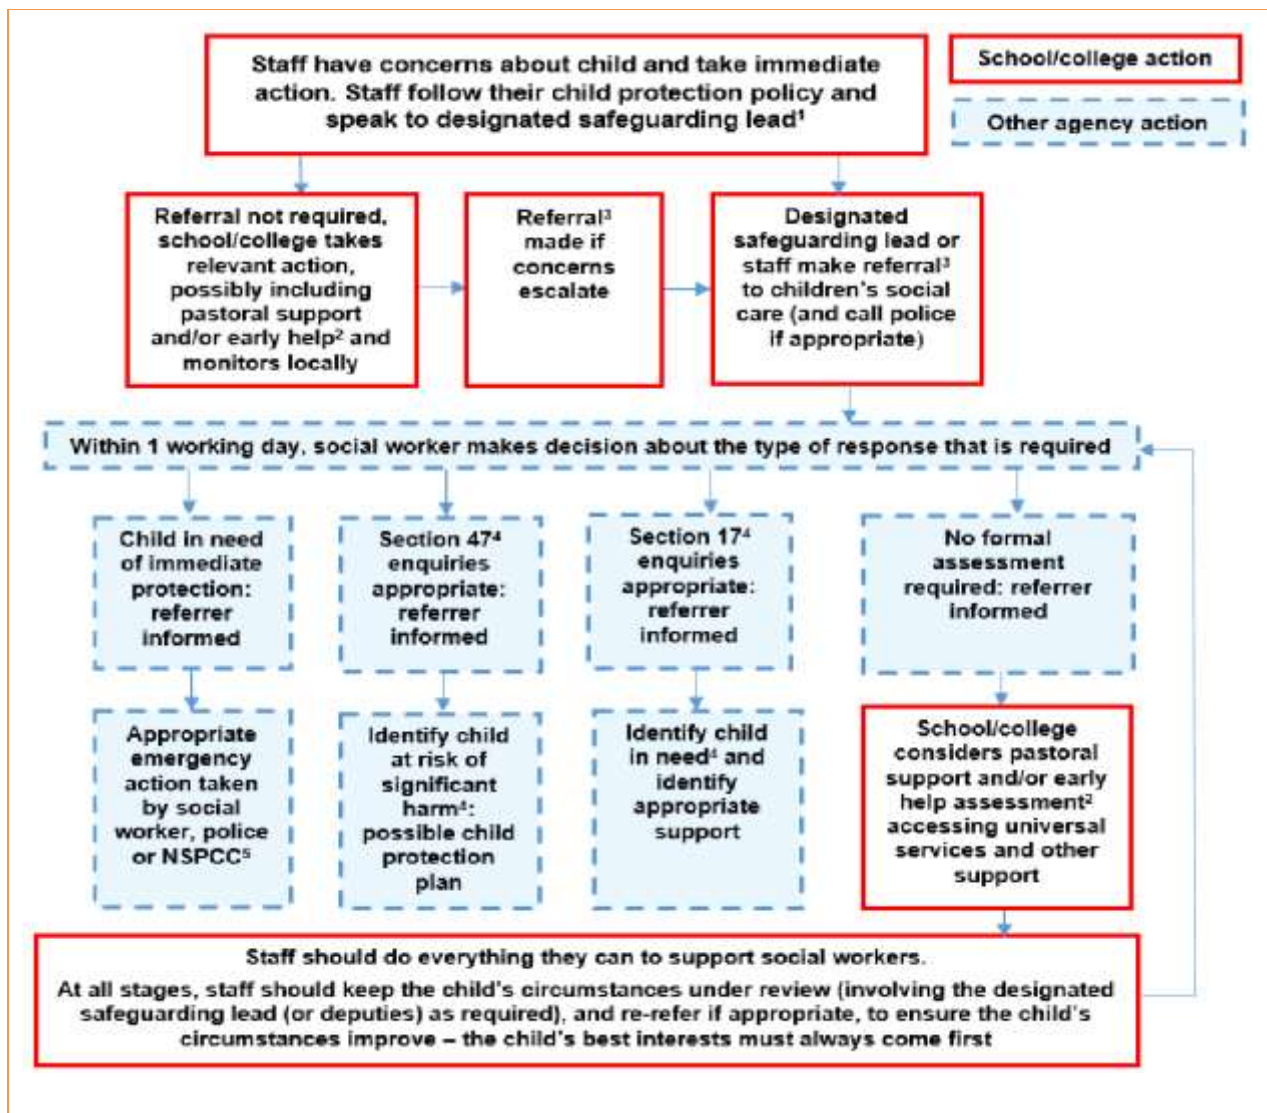 Staff have concerns about child and take immediate
action. Staff follow their child protection policy and
speak to designated safeguarding lead¹
School/college action
Other agency action
Referral not required,
school/college takes
relevant action,
possibly including
pastoral support
and/or early help² and
monitors locally
Referral³
made if
concerns
escalate
Designated
safeguarding lead or
staff make referral³
to children's social
care (and call police
if appropriate)
Within 1 working day, social worker makes decision about the type of response that is required
Child in need
of immediate
protection:
referrer
informed
Section 47⁴
enquiries
appropriate:
referrer
informed
Section 17⁴
enquiries
appropriate:
referrer
informed
No formal
assessment
required: referrer
informed
Appropriate
emergency
action taken
by social
worker, police
or NSPCC⁵
Identify child
at risk of
significant
harm⁴:
possible child
protection
plan
Identify child
in need⁴ and
identify
appropriate
support
School/college
considers pastoral
support and/or early
help assessment²
accessing universal
services and other
support
Staff should do everything they can to support social workers.
At all stages, staff should keep the child's circumstances under review (involving the designated
safeguarding lead (or deputies) as required), and re-refer if appropriate, to ensure the child's
circumstances improve – the child's best interests must always come first